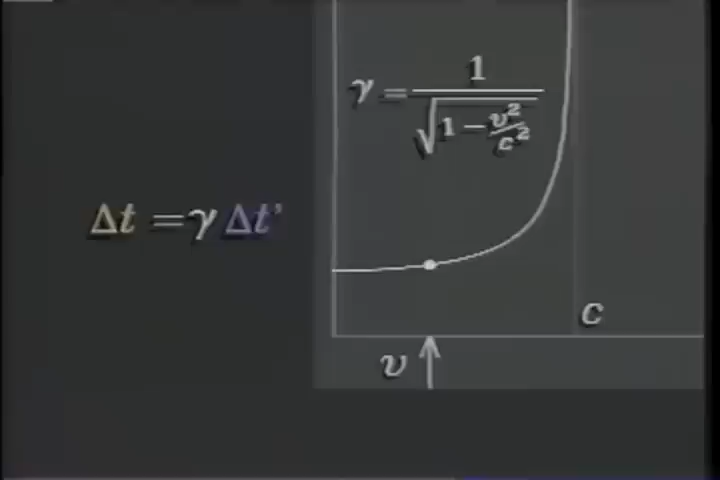 γ = 1 / √(1 − v²/c²)
Δt = γ Δt'
c
v